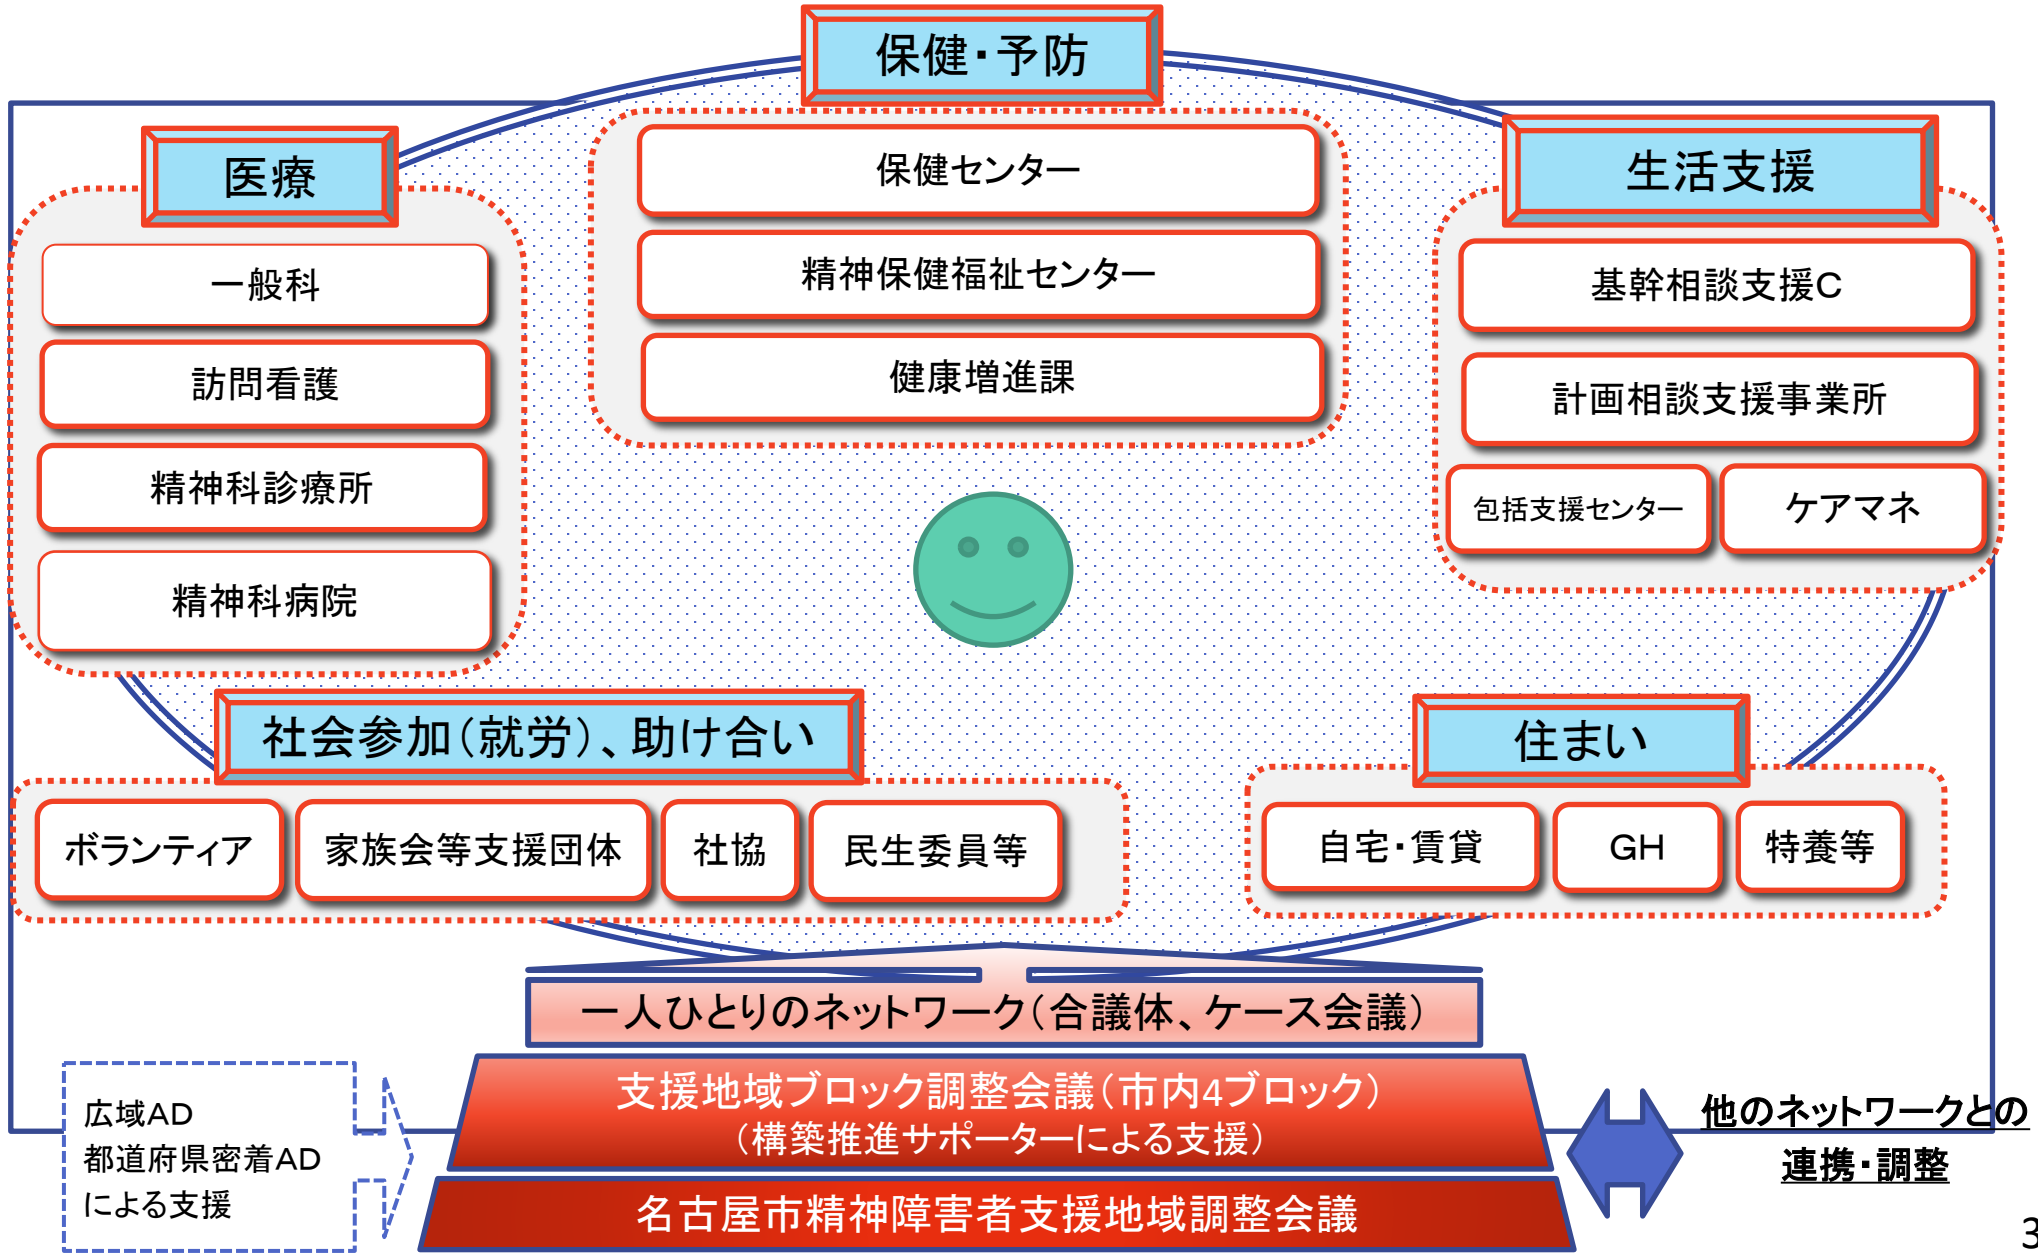 保健・予防
保健センター
精神保健福祉センター
健康増進課
医療
一般科
訪問看護
精神科診療所
精神科病院
生活支援
基幹相談支援C
計画相談支援事業所
包括支援センター
ケアマネ
社会参加(就労)、助け合い
ボランティア
家族会等支援団体
社協
民生委員等
住まい
自宅・賃貸
GH
特養等
一人ひとりのネットワーク(合議体、ケース会議)
支援地域ブロック調整会議(市内4ブロック)
(構築推進サポーターによる支援)
名古屋市精神障害者支援地域調整会議
広域AD
都道府県密着AD
による支援
他のネットワークとの
連携・調整
3